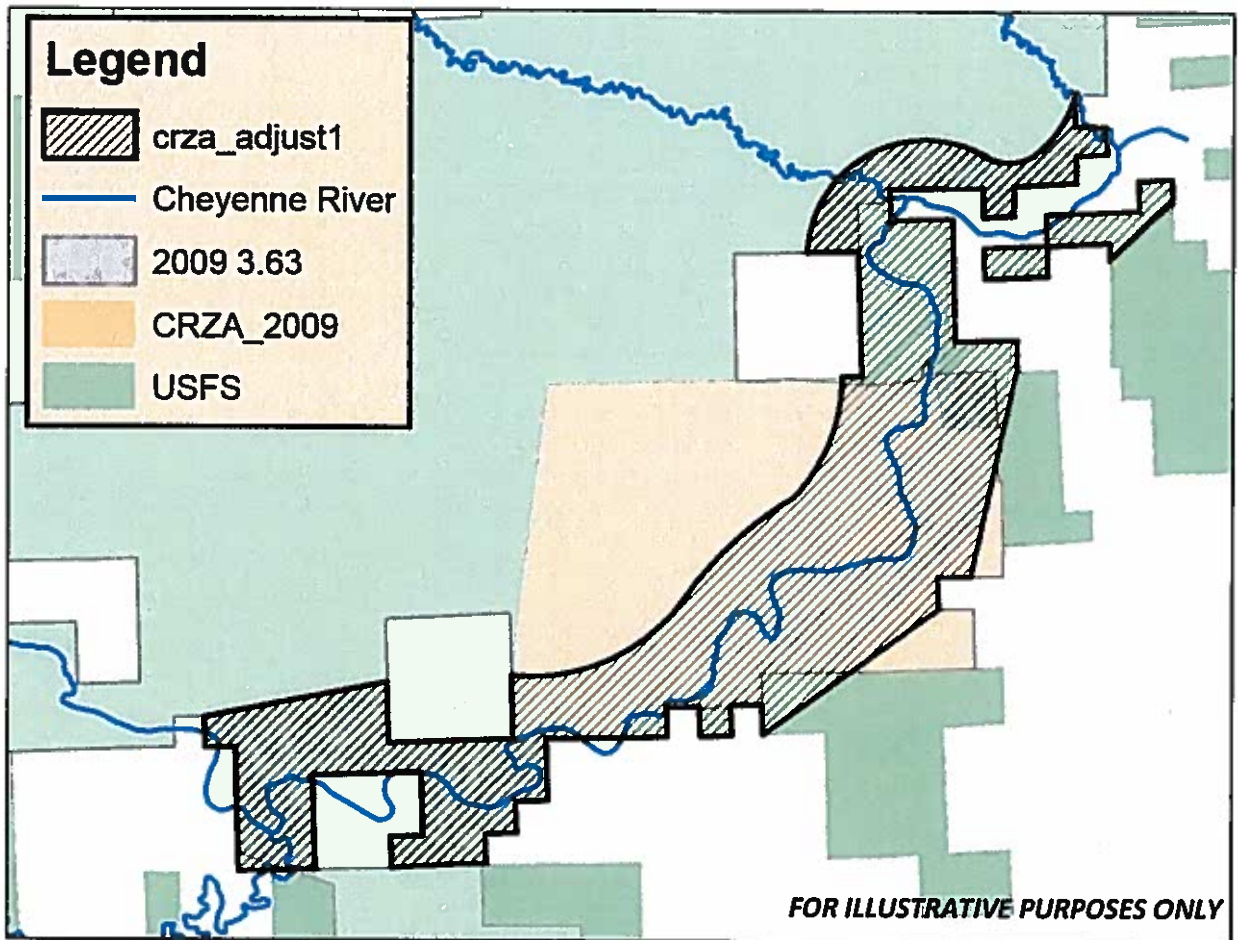 Legend
crza_adjust1
Cheyenne River
2009 3.63
CRZA_2009
USFS
FOR ILLUSTRATIVE PURPOSES ONLY